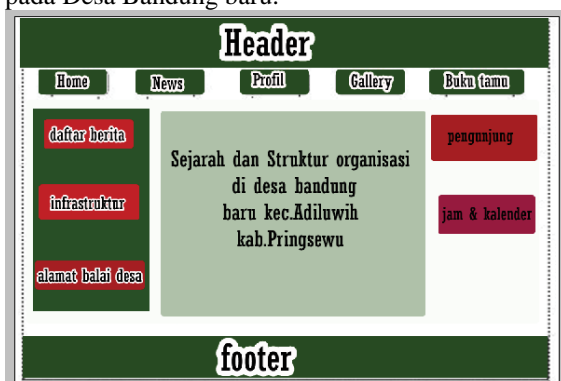 pada Desa Bandung baru.
Header
Home News Profil Gallery Buku tamu
daftar berita
infrastruktur
alamat balai desa
Sejarah dan Struktur organisasi
di desa bandung
baru kec.Adiluwih
kab.Pringsewu
pengunjung
jam & kalender
footer